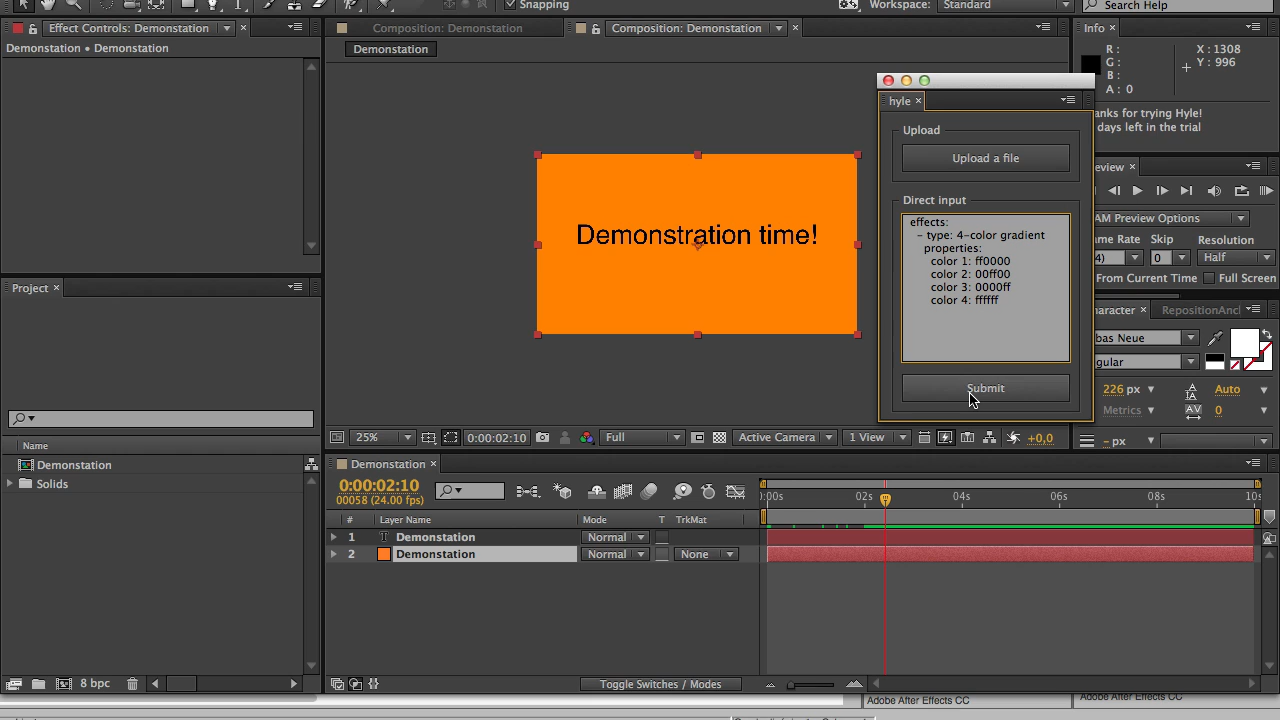 Snapping
Workspace:
Standard
Search Help
Effect Controls: Demonstation
Composition: Demonstation
Composition: Demonstation
Info
Demonstation • Demonstation
Demonstation
R :
G :
B :
A : 0
X : 1308
Y : 996
hyle
anks for trying Hyle!
days left in the trial
Upload
Upload a file
Direct input
effects:
– type: 4-color gradient
properties:
color 1: ff0000
color 2: 00ff00
color 3: 0000ff
color 4: ffffff
Submit
Demonstration time!
review
AM Preview Options
ame Rate
Skip
Resolution
4)
0
Half
From Current Time
Full Screen
Project
aracter
RepositionAncl
bas Neue
gular
226 px
Auto
Metrics
0
– px
25%
0:00:02:10
Full
Active Camera
1 View
+0,0
Name
Demonstation
Solids
8 bpc
Demonstation
0:00:02:10
00058 (24.00 fps)
:00s
02s
04s
06s
08s
10s
#
Layer Name
Mode
T
TrkMat
1
T
Demonstation
Normal
2
Demonstation
Normal
None
Toggle Switches / Modes
Adobe After Effects CC
Adobe After Effects CC